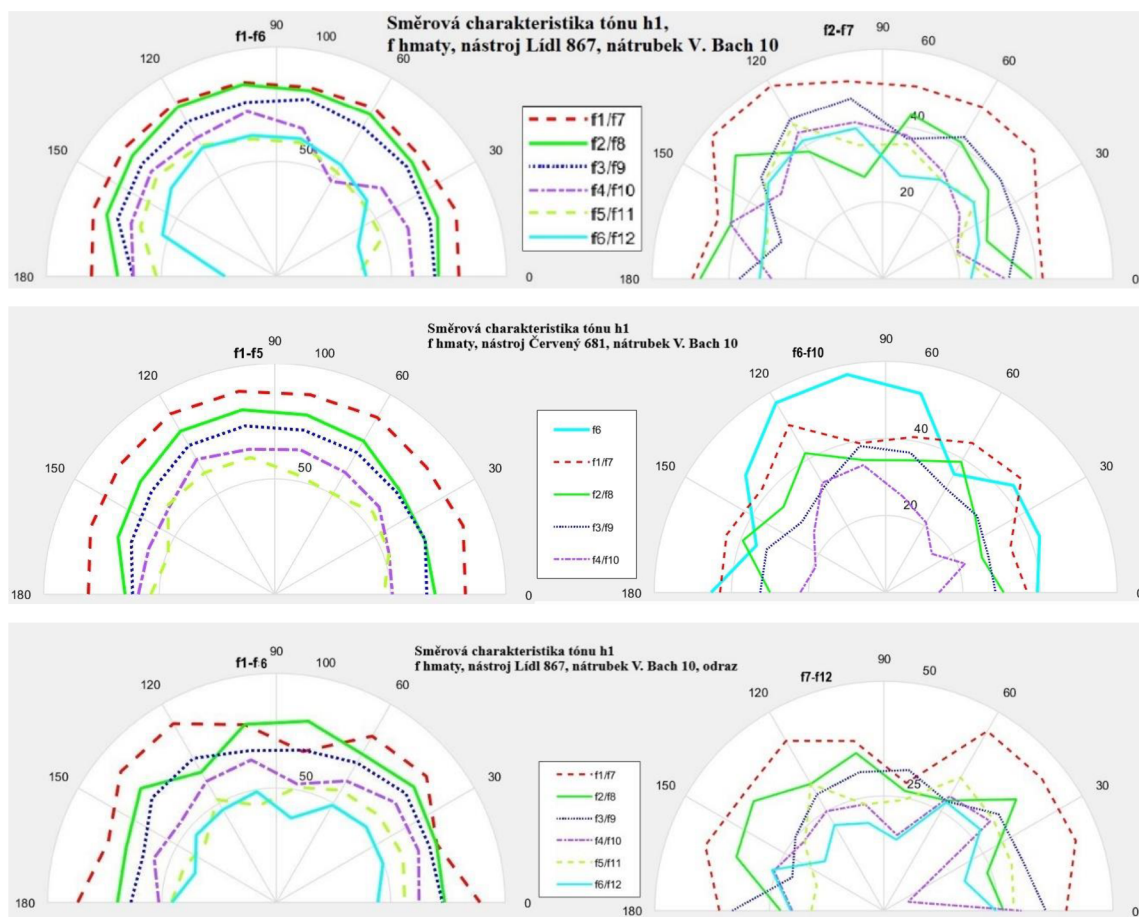 Směrová charakteristika tónu h1,
f hmaty, nástroj Lídl 867, nátrubek V. Bach 10
f1-f6
90
100
120
60
150
50
30
180
0
f1/f7
f2/f8
f3/f9
f4/f10
f5/f11
f6/f12
f2-f7
90
60
120
60
150
40
30
20
180
0
Směrová charakteristika tónu h1
f hmaty, nástroj Červený 681, nátrubek V. Bach 10
f1-f5
90
100
120
60
150
50
30
180
0
f6
f1/f7
f2/f8
f3/f9
f4/f10
f6-f10
90
60
120
60
150
40
30
20
180
0
Směrová charakteristika tónu h1
f hmaty, nástroj Lídl 867, nátrubek V. Bach 10, odraz
f1-f6
90
100
120
60
150
50
30
180
0
f1/f7
f2/f8
f3/f9
f4/f10
f5/f11
f6/f12
f7-f12
90
50
120
60
150
25
30
180
0